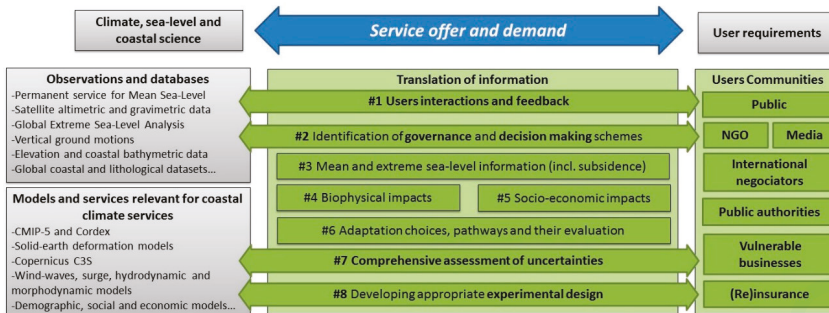 Climate, sea-level and
coastal science
Service offer and demand
User requirements
Observations and databases
-Permanent service for Mean Sea-Level
-Satellite altimetric and gravimetric data
-Global Extreme Sea-Level Analysis
-Vertical ground motions
-Elevation and coastal bathymetric data
-Global coastal and lithological datasets...
Models and services relevant for coastal
climate services
-CMIP-5 and Cordex
-Solid-earth deformation models
-Copernicus C3S
-Wind-waves, surge, hydrodynamic and
morphodynamic models
-Demographic, social and economic models...
Translation of information
#1 Users interactions and feedback
#2 Identification of governance and decision making schemes
#3 Mean and extreme sea-level information (incl. subsidence)
#4 Biophysical impacts
#5 Socio-economic impacts
#6 Adaptation choices, pathways and their evaluation
#7 Comprehensive assessment of uncertainties
#8 Developing appropriate experimental design
Users Communities
Public
NGO
Media
International
negociators
Public authorities
Vulnerable
businesses
(Re)insurance